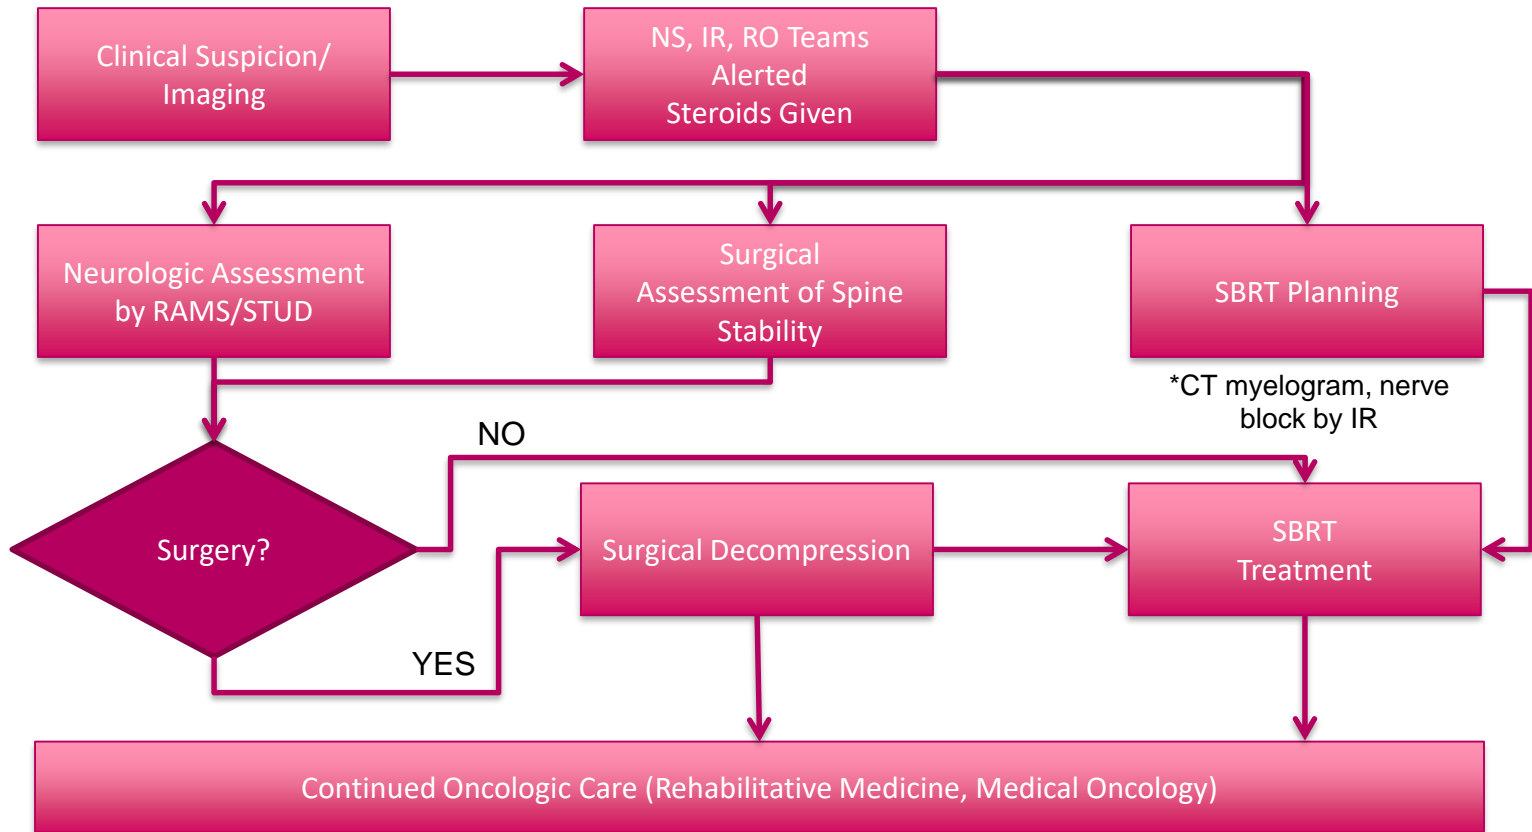 Clinical Suspicion/
Imaging
NS, IR, RO Teams
Alerted
Steroids Given
Neurologic Assessment
by RAMS/STUD
Surgical
Assessment of Spine
Stability
SBRT Planning
*CT myelogram, nerve
block by IR
NO
Surgery?
Surgical Decompression
SBRT
Treatment
YES
Continued Oncologic Care (Rehabilitative Medicine, Medical Oncology)